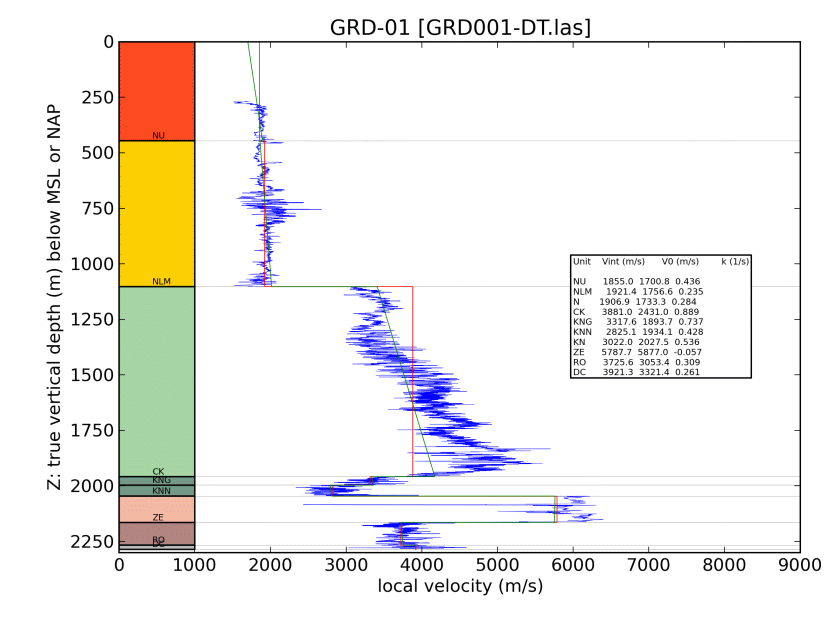 GRD-01 [GRD001-DT.las]
Z: true vertical depth (m) below MSL or NAP
0
250
500
750
1000
1250
1500
1750
2000
2250
NU
NLM
CK
KNG
KNN
ZE
RO
DC
Unit Vint (m/s) V0 (m/s) k (1/s)
NU 1855.0 1700.8 0.436
NLM 1921.4 1756.6 0.235
N 1906.9 1733.3 0.284
CK 3881.0 2431.0 0.889
KNG 3317.6 1893.7 0.737
KNN 2825.1 1934.1 0.428
KN 3022.0 2027.5 0.536
ZE 5787.7 5877.0 -0.057
RO 3725.6 3053.4 0.309
DC 3921.3 3321.4 0.261
0 1000 2000 3000 4000 5000 6000 7000 8000 9000
local velocity (m/s)